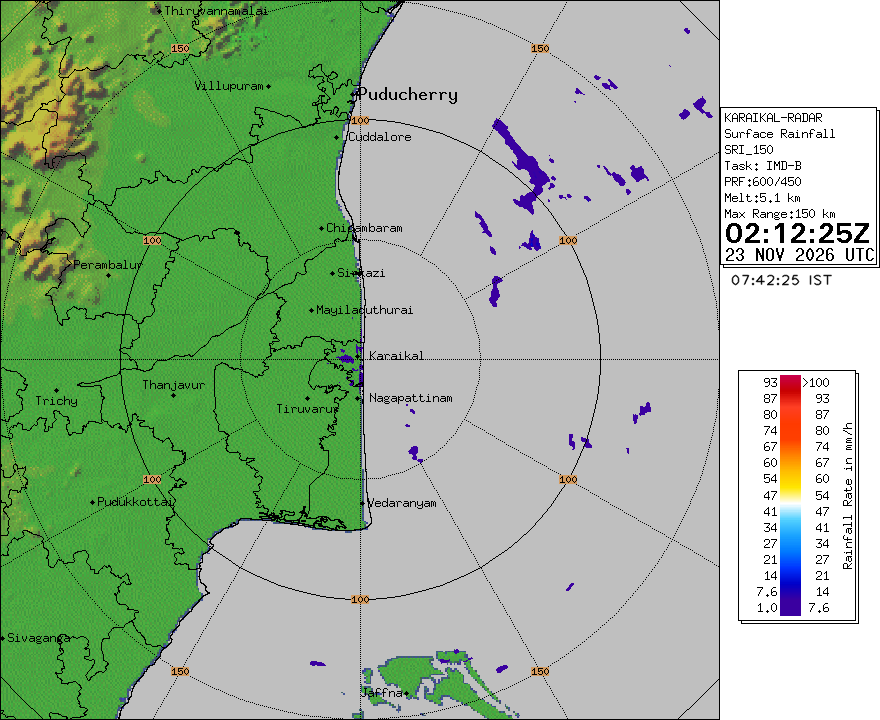 Thiruvannamalai
150
150
Villupuram
Puducherry
100
Cuddalore
Chidambaram
100
100
Perambalur
Sirkazi
Mayiladuthurai
Karaikal
Thanjavur
Trichy
Tiruvarur
Nagapattinam
100
100
Pudukkottai
Vedaranyam
100
Sivaganga
150
150
Jaffna
KARAIKAL-RADAR
Surface Rainfall
SRI_150
Task: IMD-B
PRF:600/450
Melt:5.1 km
Max Range:150 km
02:12:25Z
23 NOV 2026 UTC
07:42:25 IST
93 >100
87 93
80 87
74 80
67 74
60 67
54 60
47 54
41 47
34 41
27 34
21 27
14 21
7.6 14
1.0 7.6
Rainfall Rate in mm/h